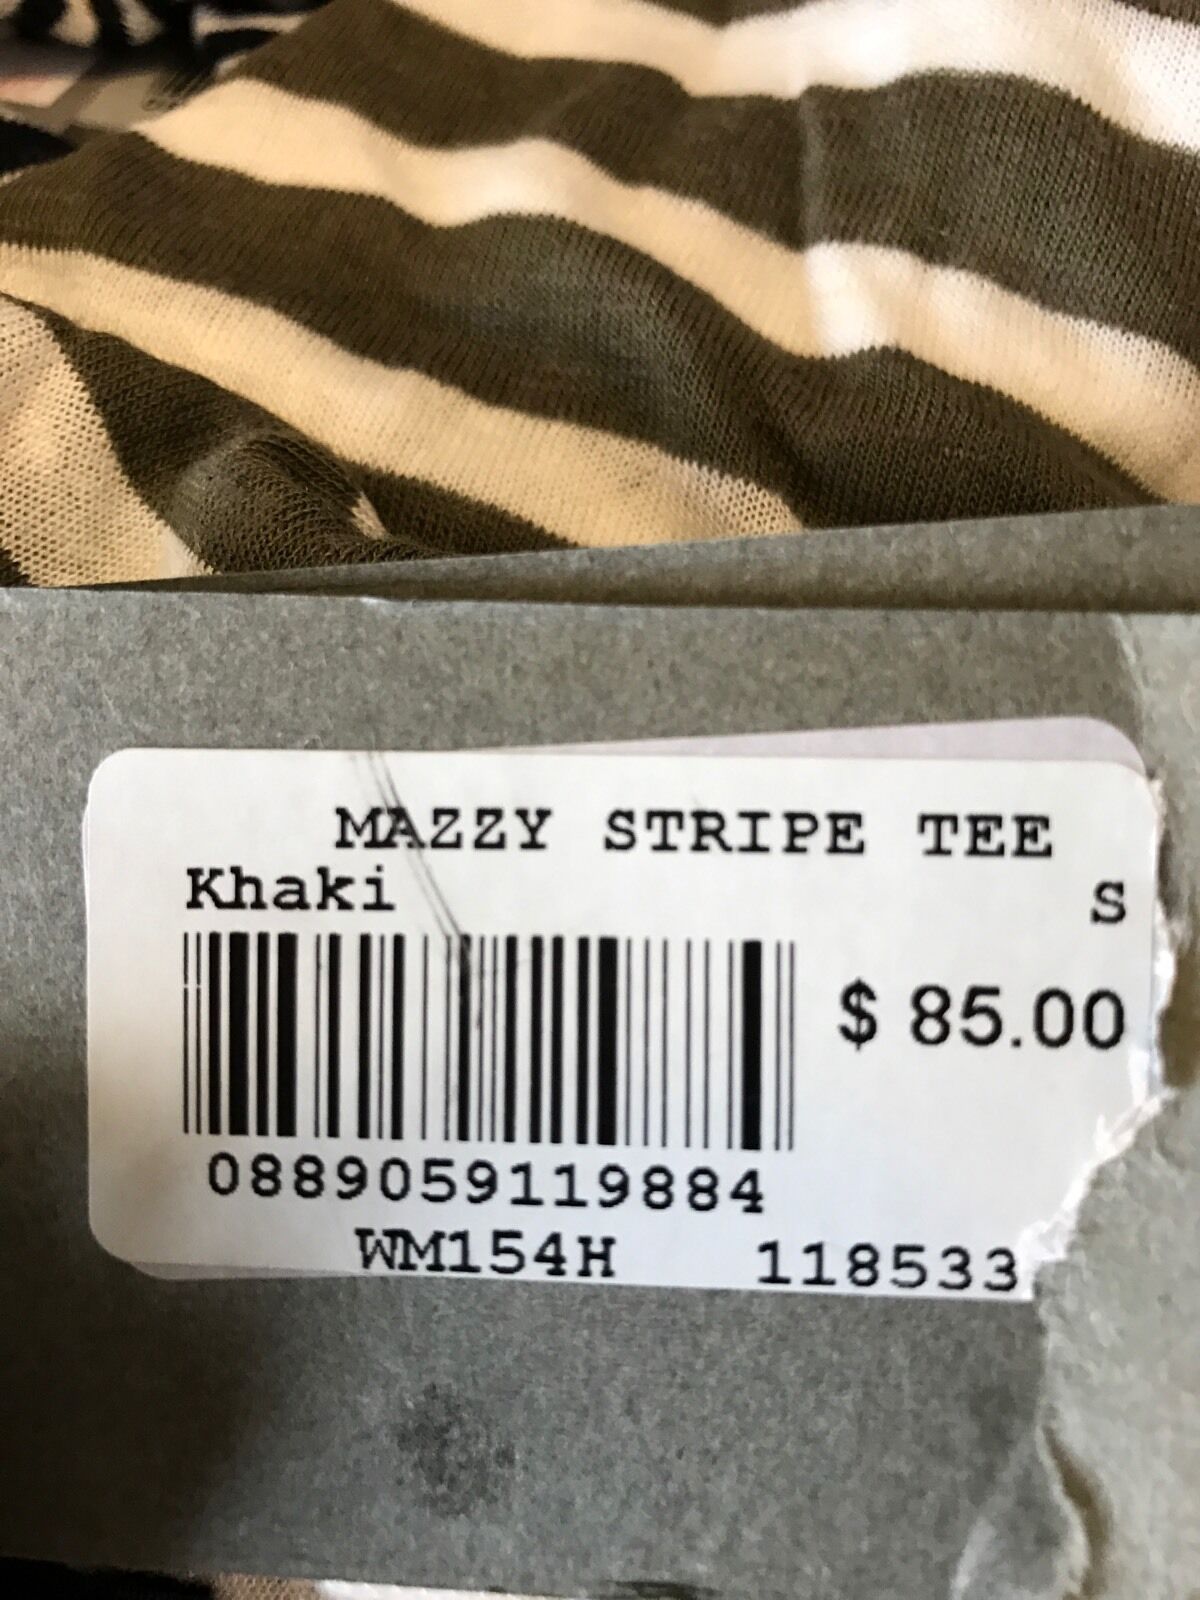 MAZZY STRIPE TEE
Khaki S
$ 85.00
0889059119884
WM154H 118533